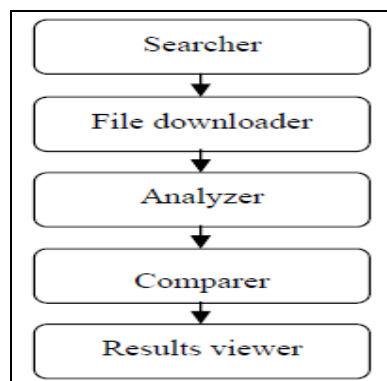 Searcher
File downloader
Analyzer
Comparer
Results viewer